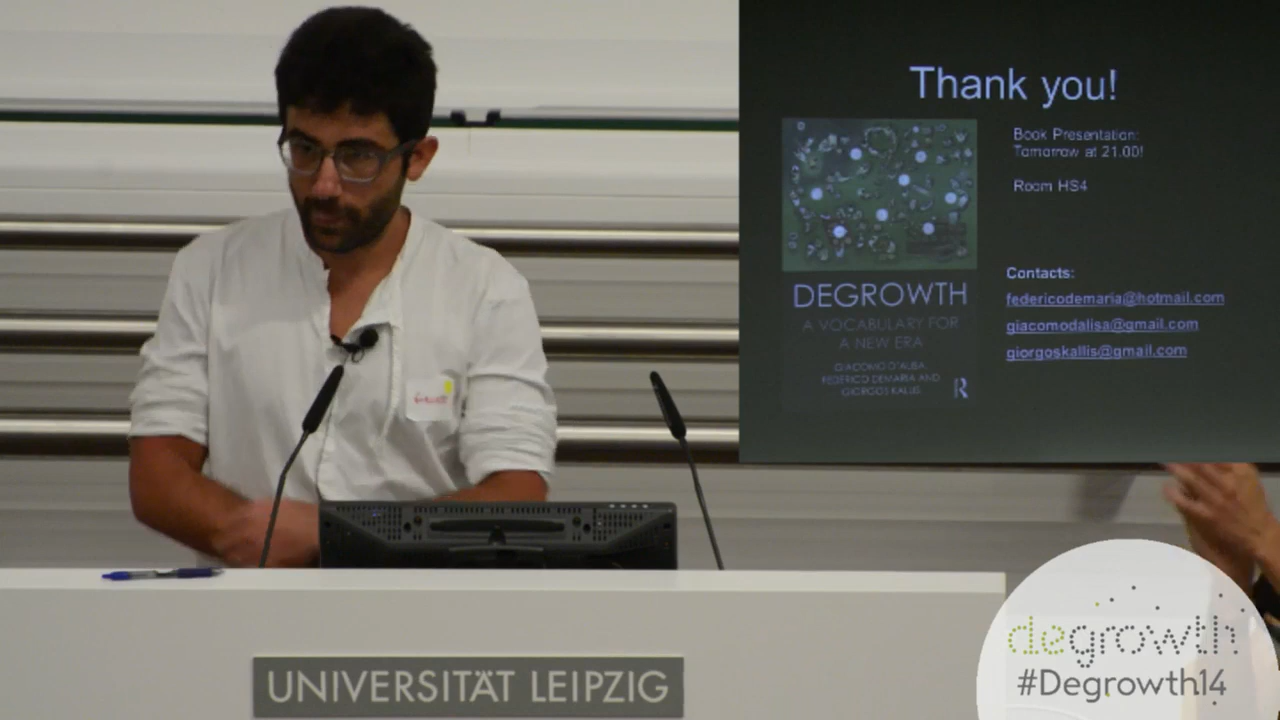 Thank you!
Book Presentation:
Tomorrow at 21.00!
Room HS4
DEGROWTH
A VOCABULARY FOR
A NEW ERA
GIACOMO D'ALISA,
FEDERICO DEMARIA AND
GIORGOS KALLIS
R
Contacts:
federicodemaria@hotmail.com
giacomodalisa@gmail.com
giorgoskallis@gmail.com
UNIVERSITÄT LEIPZIG
degrowth
#Degrowth14